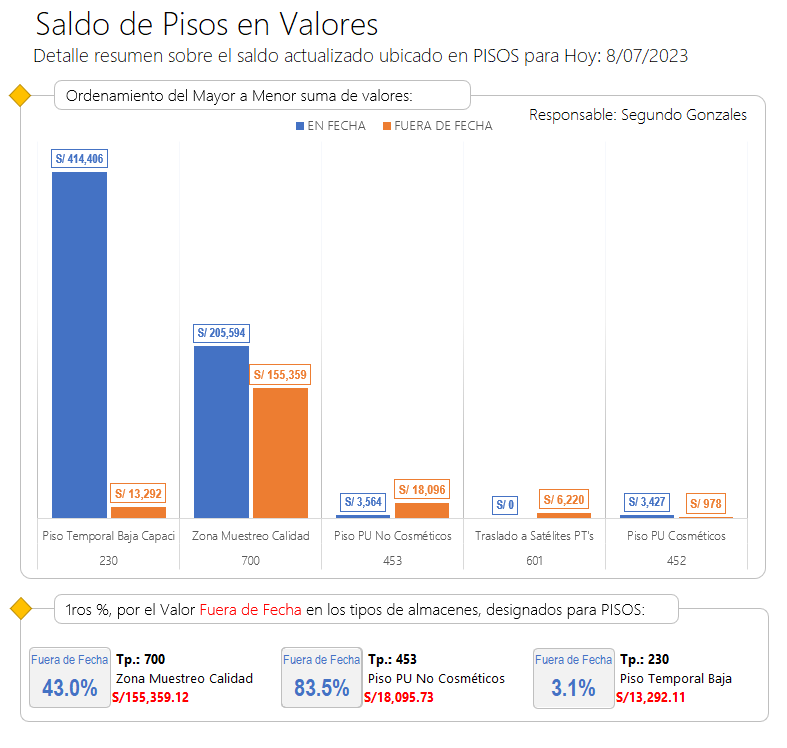 Saldo de Pisos en Valores
Detalle resumen sobre el saldo actualizado ubicado en PISOS para Hoy: 8/07/2023
Ordenamiento del Mayor a Menor suma de valores:
Responsable: Segundo Gonzales
EN FECHA FUERA DE FECHA
S/ 414,406
S/ 13,292
S/ 205,594
S/ 155,359
S/ 3,564
S/ 18,096
S/ 0
S/ 6,220
S/ 3,427
S/ 978
Piso Temporal Baja Capaci Zona Muestreo Calidad Piso PU No Cosméticos Traslado a Satélites PT's Piso PU Cosméticos
230 700 453 601 452
1ros %, por el Valor Fuera de Fecha en los tipos de almacenes, designados para PISOS:
Fuera de Fecha
43.0%
Tp.: 700
Zona Muestreo Calidad
S/155,359.12
Fuera de Fecha
83.5%
Tp.: 453
Piso PU No Cosméticos
S/18,095.73
Fuera de Fecha
3.1%
Tp.: 230
Piso Temporal Baja
S/13,292.11